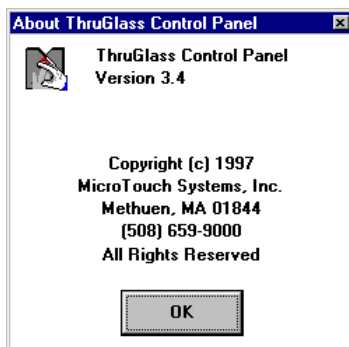 About ThruGlass Control Panel
ThruGlass Control Panel
Version 3.4
Copyright (c) 1997
MicroTouch Systems, Inc.
Methuen, MA 01844
(508) 659-9000
All Rights Reserved
OK